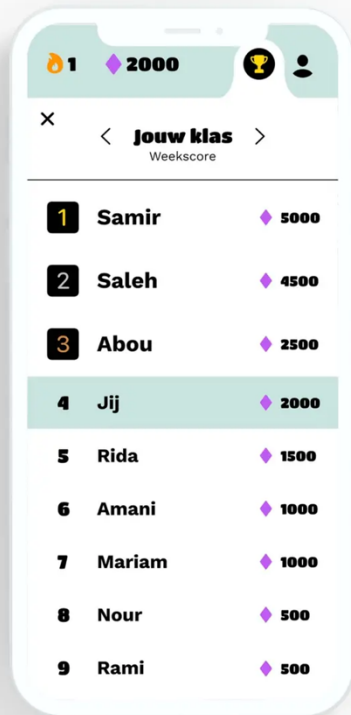 1 2000
Jouw klas
Weekscore
1 Samir 5000
2 Saleh 4500
3 Abou 2500
4 Jij 2000
5 Rida 1500
6 Amani 1000
7 Mariam 1000
8 Nour 500
9 Rami 500